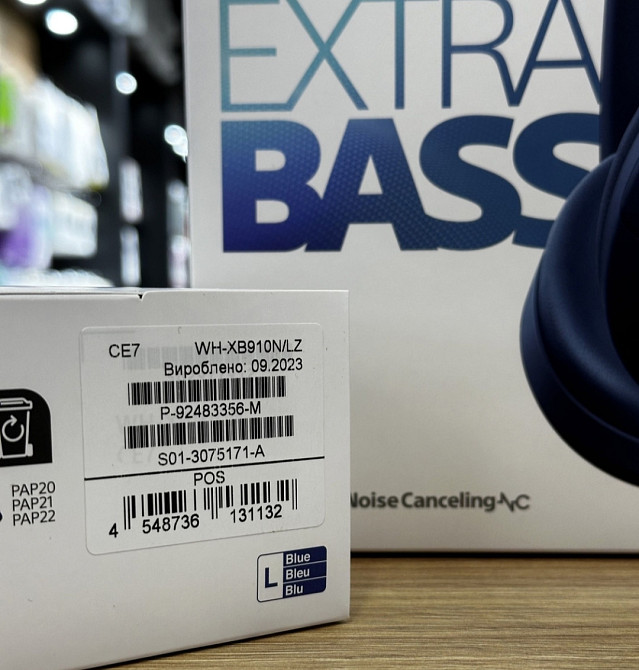 EXTRA
BASS
CE7 WH-XB910N/LZ
Вироблено: 09.2023
P-92483356-M
S01-3075171-A
POS
4 548736 131132
PAP20
PAP21
PAP22
L
Blue
Bleu
Blu
Noise Canceling